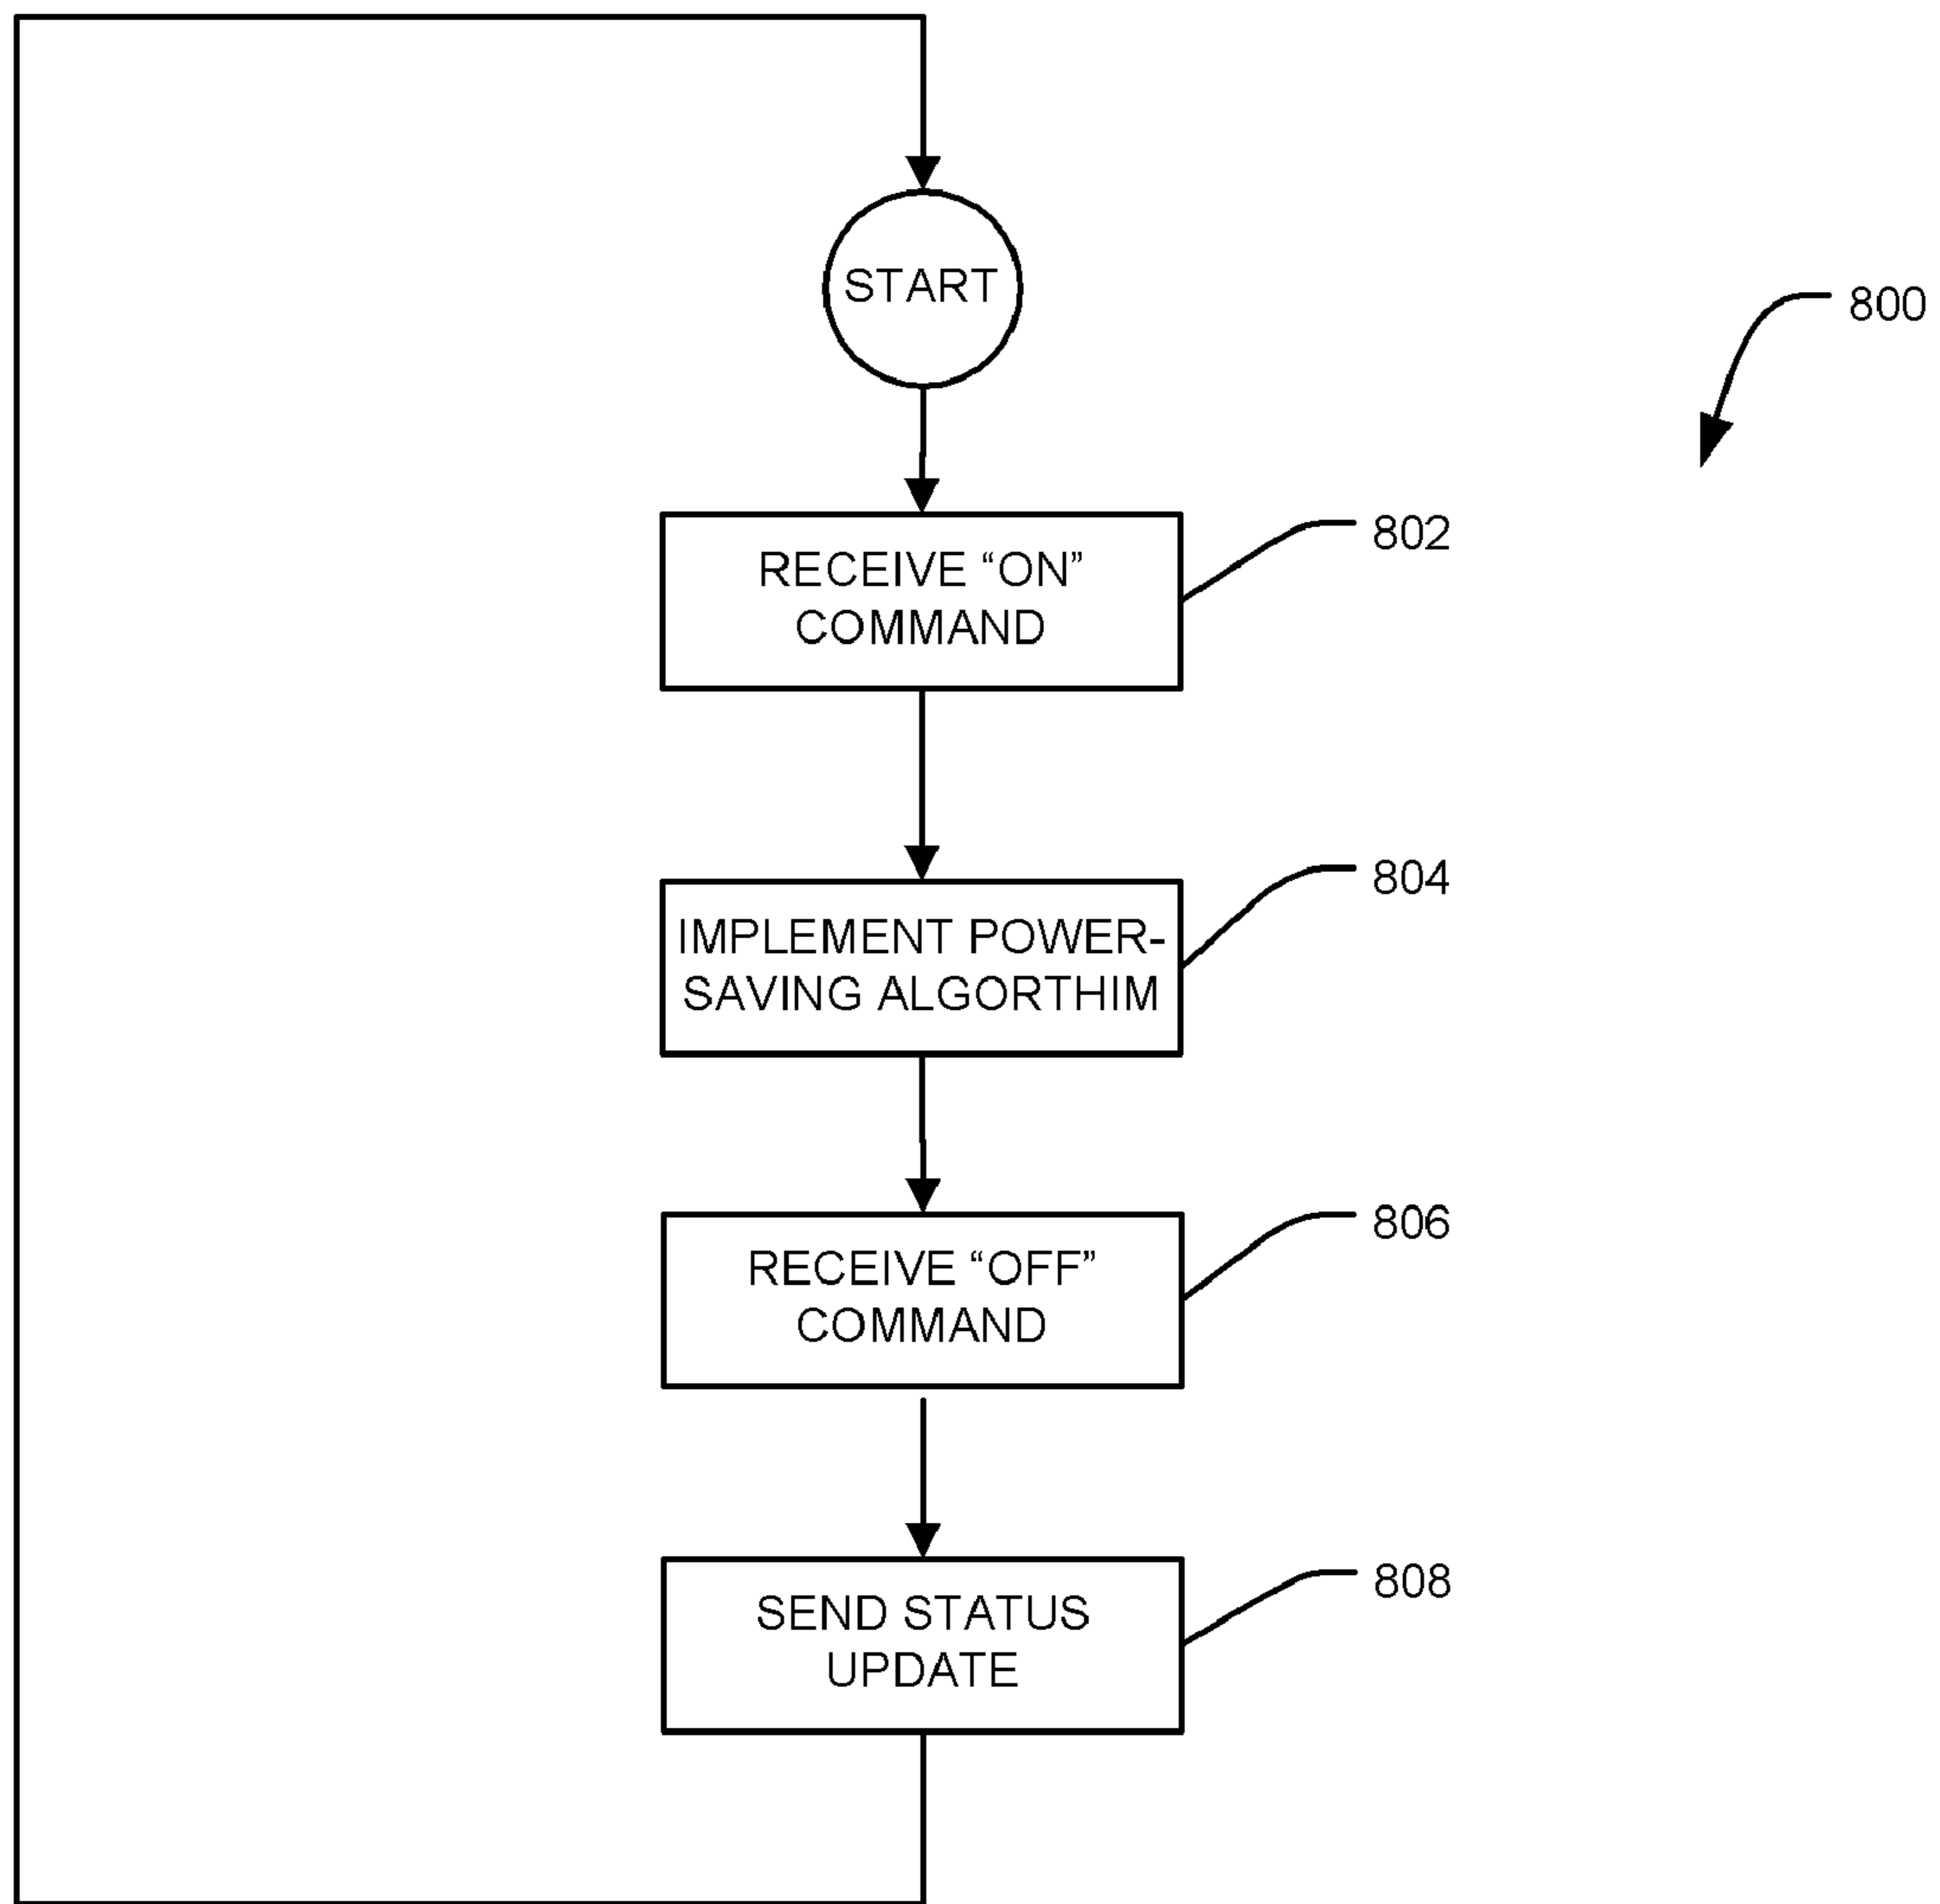 START
800
RECEIVE “ON”
COMMAND
802
IMPLEMENT POWER-
SAVING ALGORTHIM
804
RECEIVE “OFF”
COMMAND
806
SEND STATUS
UPDATE
808